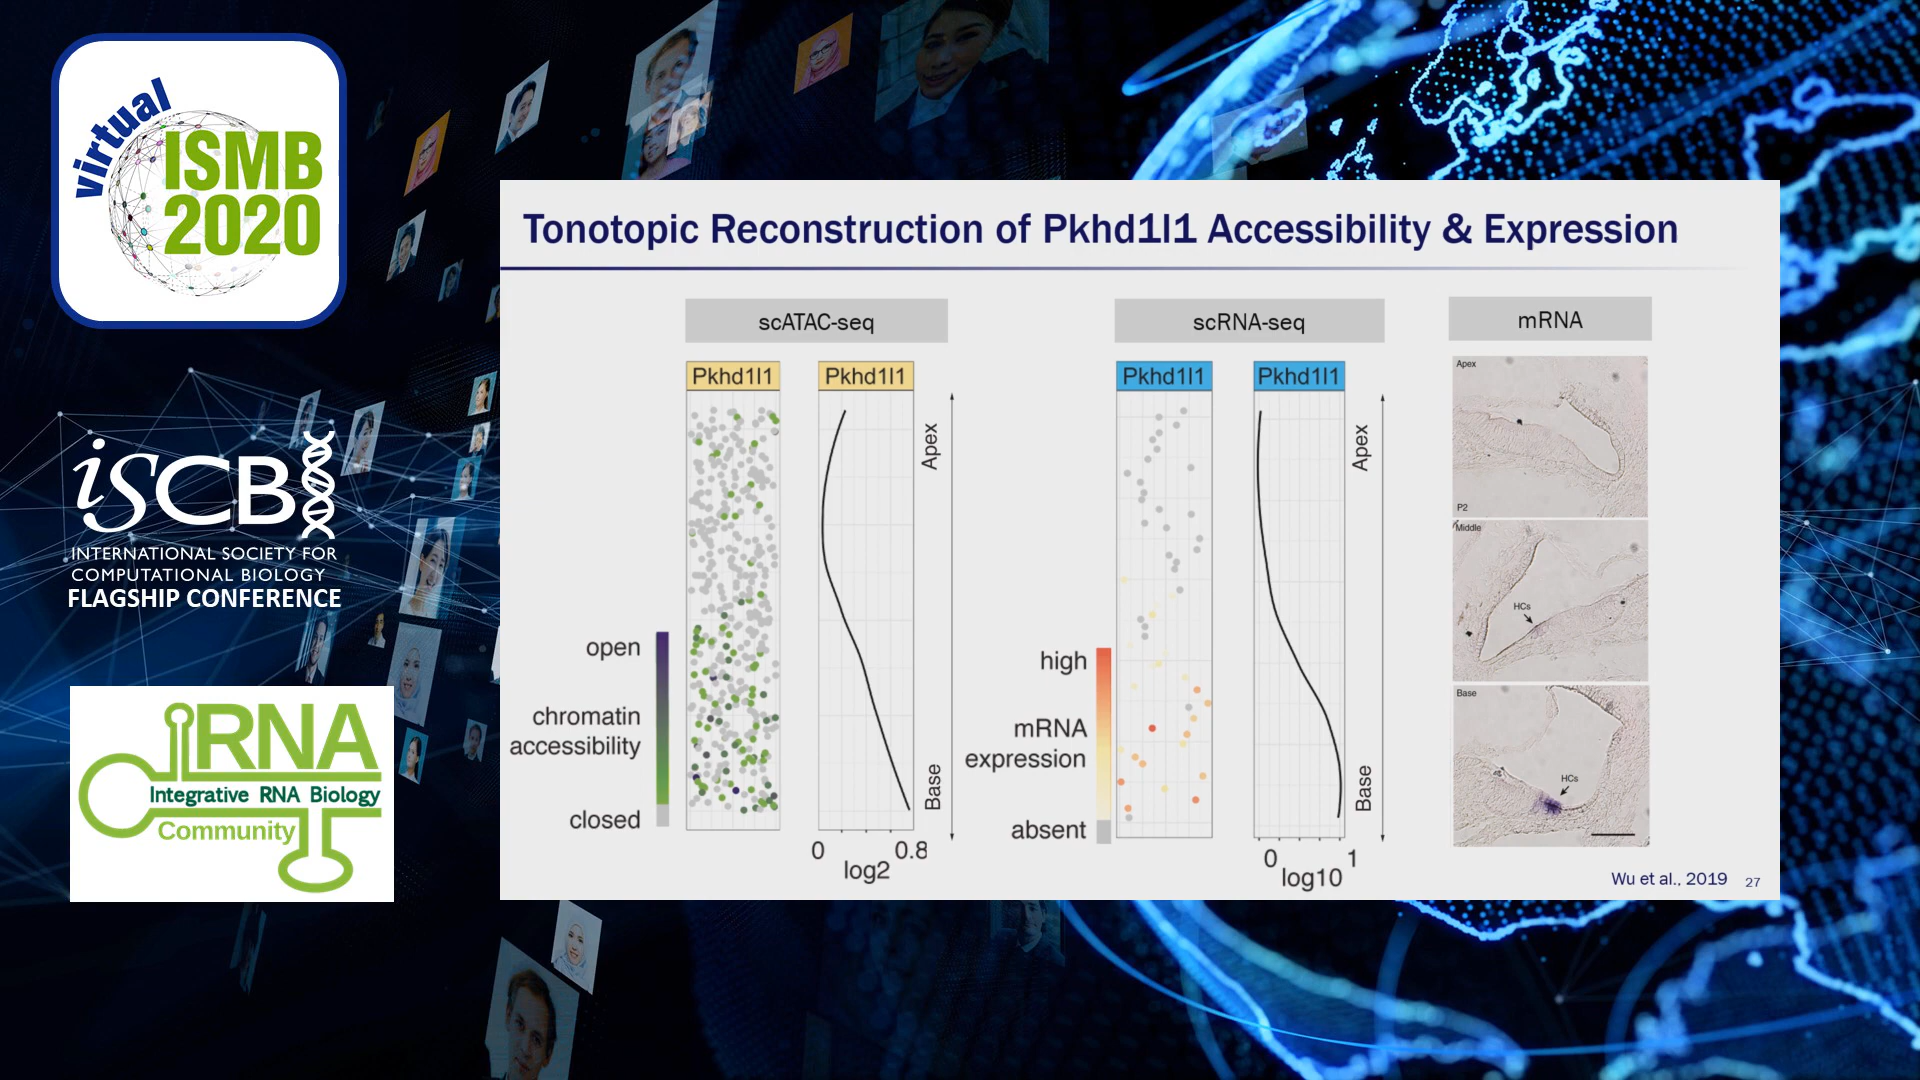 virtual
ISMB
2020
iSCB
INTERNATIONAL SOCIETY FOR
COMPUTATIONAL BIOLOGY
FLAGSHIP CONFERENCE
iRNA
Integrative RNA Biology
Community
Tonotopic Reconstruction of Pkhd1l1 Accessibility & Expression
scATAC-seq
Pkhd1l1
Pkhd1l1
Apex
Base
open
chromatin
accessibility
closed
0
0.8
log2
scRNA-seq
Pkhd1l1
Pkhd1l1
Apex
Base
high
mRNA
expression
absent
0
1
log10
mRNA
Apex
P2
Middle
HCs
Base
HCs
Wu et al., 2019
27